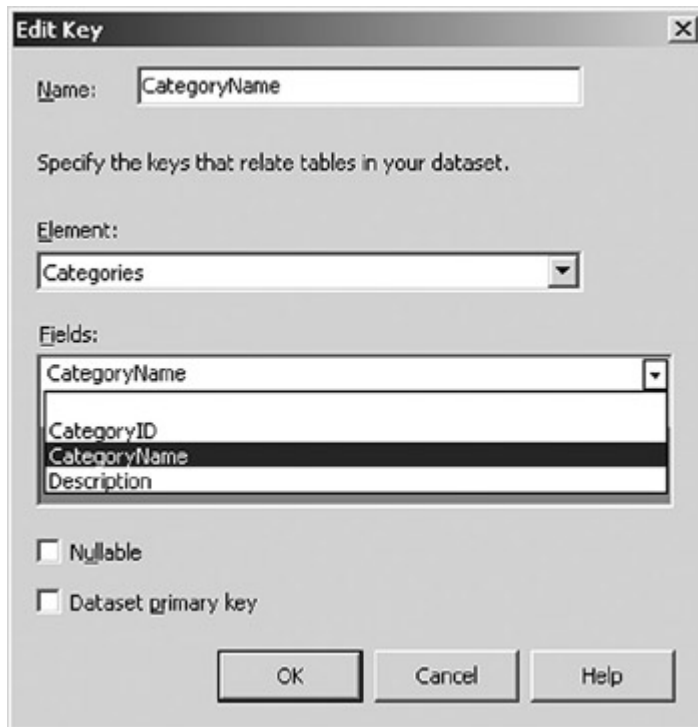 Edit Key
Name: CategoryName
Specify the keys that relate tables in your dataset.
Element:
Categories
Fields:
CategoryName
CategoryID
CategoryName
Description
Nullable
Dataset primary key
OK Cancel Help